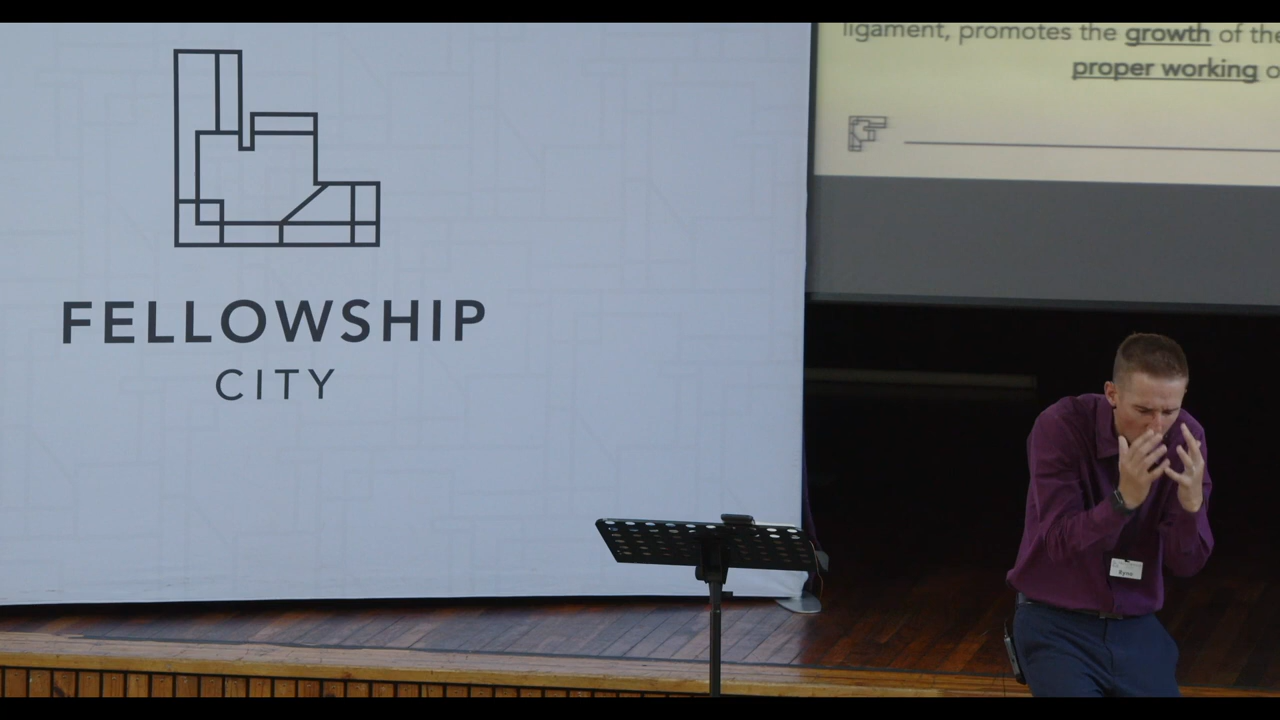 FELLOWSHIP
CITY
ligament, promotes the growth of the
proper working o